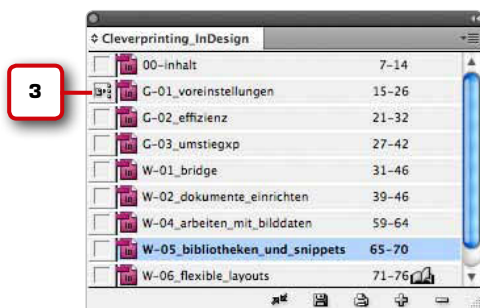 Cleverprinting_InDesign
00-inhalt 7-14
3
G-01_voreinstellungen 15-26
G-02_effizienz 21-32
G-03_umstiegxp 27-42
W-01_bridge 31-46
W-02_dokumente_einrichten 39-46
W-04_arbeiten_mit_bilddaten 59-64
W-05_bibliotheken_und_snippets 65-70
W-06_flexible_layouts 71-76